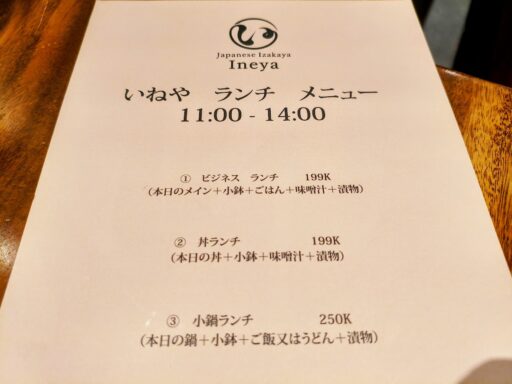 い
Japanese Izakaya
Ineya
いねや ランチ メニュー
11:00 - 14:00
① ビジネス ランチ 199K
（本日のメイン＋小鉢＋ごはん＋味噌汁＋漬物）
② 丼ランチ 199K
（本日の丼＋小鉢＋味噌汁＋漬物）
③ 小鍋ランチ 250K
（本日の鍋＋小鉢＋ご飯又はうどん＋漬物）